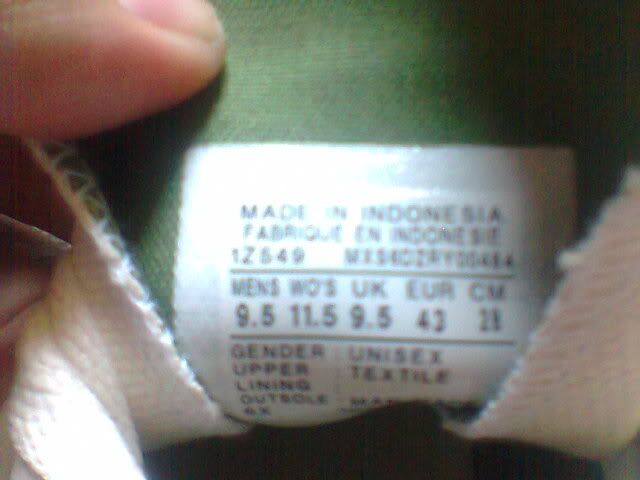 MADE IN INDONESIA
FABRIQUE EN INDONESIE
1Z549
MENS WO'S UK EUR CM
9.5 11.5 9.5 43 28
GENDER : UNISEX
UPPER : TEXTILE
LINING
OUTSOLE